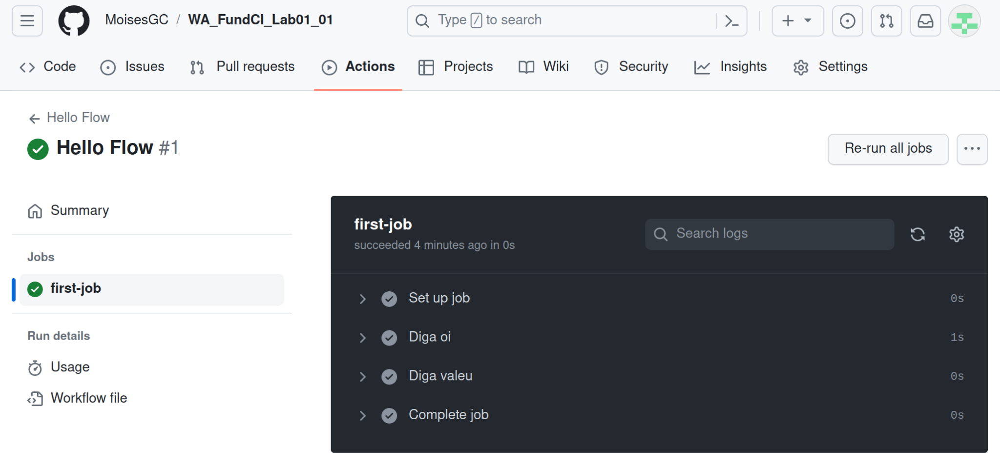 MoisesGC / WA_FundCI_Lab01_01
Type / to search
Code Issues Pull requests Actions Projects Wiki Security Insights Settings
Hello Flow
Hello Flow #1
Re-run all jobs
Summary
Jobs
first-job
Run details
Usage
Workflow file
first-job
succeeded 4 minutes ago in 0s
Search logs
Set up job 0s
Diga oi 1s
Diga valeu 0s
Complete job 0s